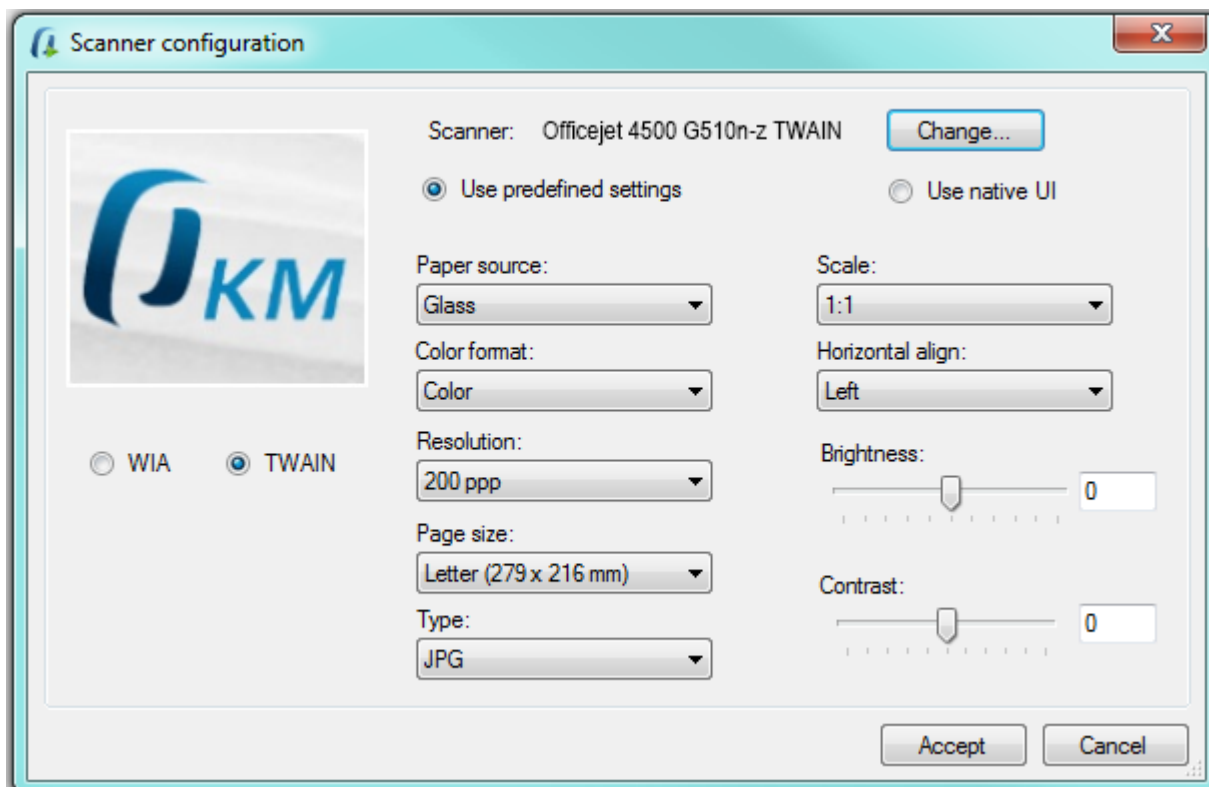 Scanner configuration
Scanner: Officejet 4500 G510n-z TWAIN Change...
Use predefined settings Use native UI
KM
WIA TWAIN
Paper source:
Glass
Color format:
Color
Resolution:
200 ppp
Page size:
Letter (279 x 216 mm)
Type:
JPG
Scale:
1:1
Horizontal align:
Left
Brightness:
0
Contrast:
0
Accept Cancel